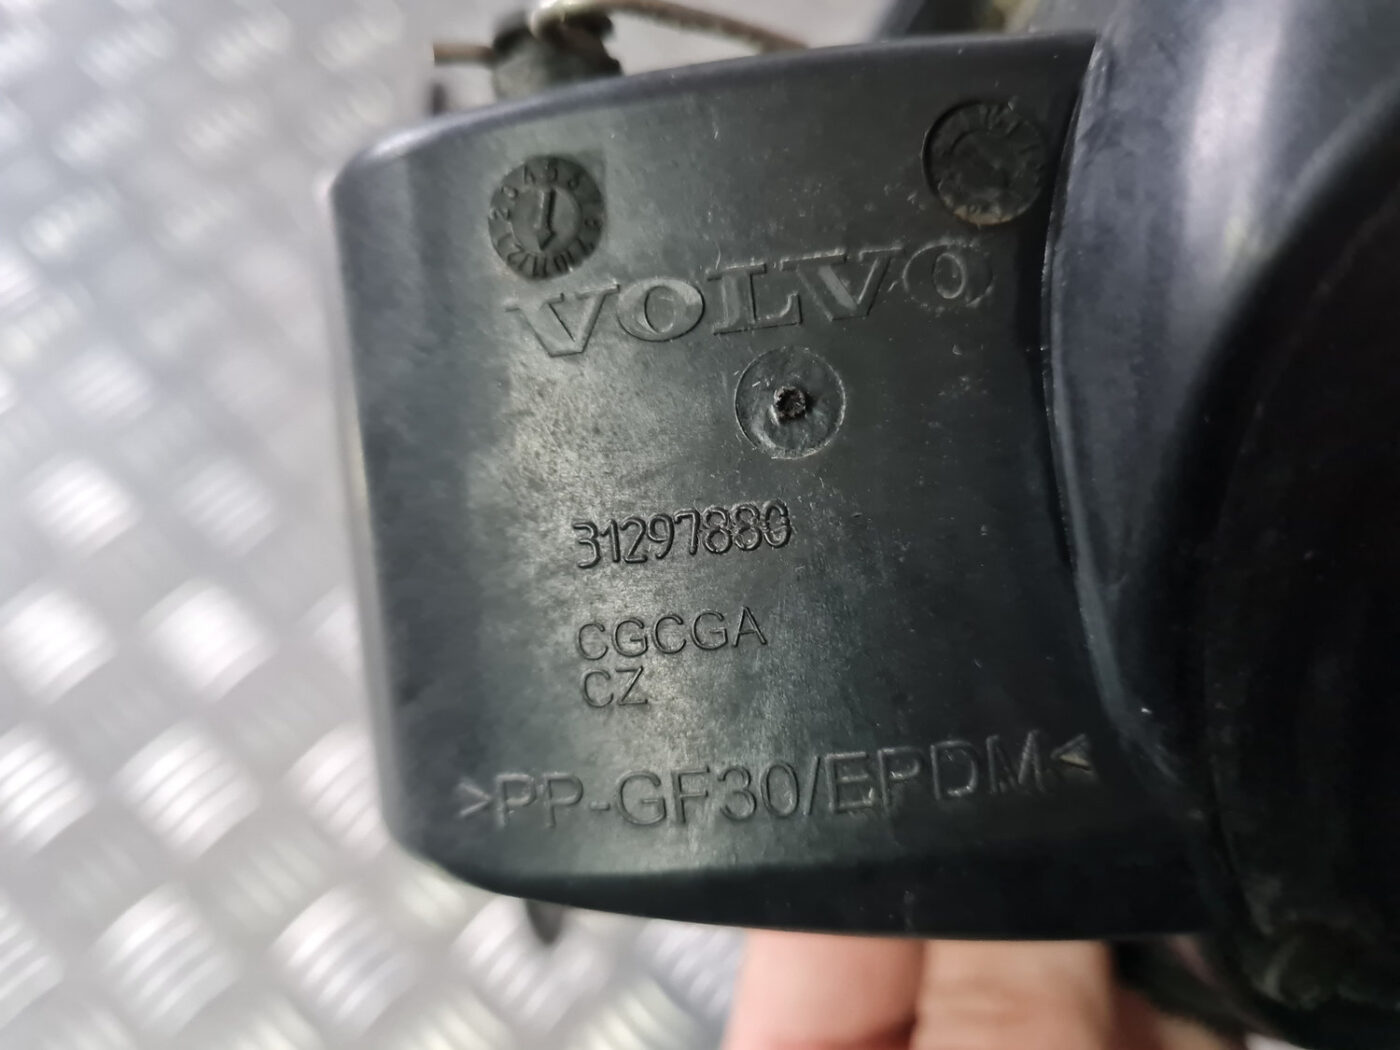 VOLVO
31297880
CGCGA
CZ
>PP-GF30/EPDM<